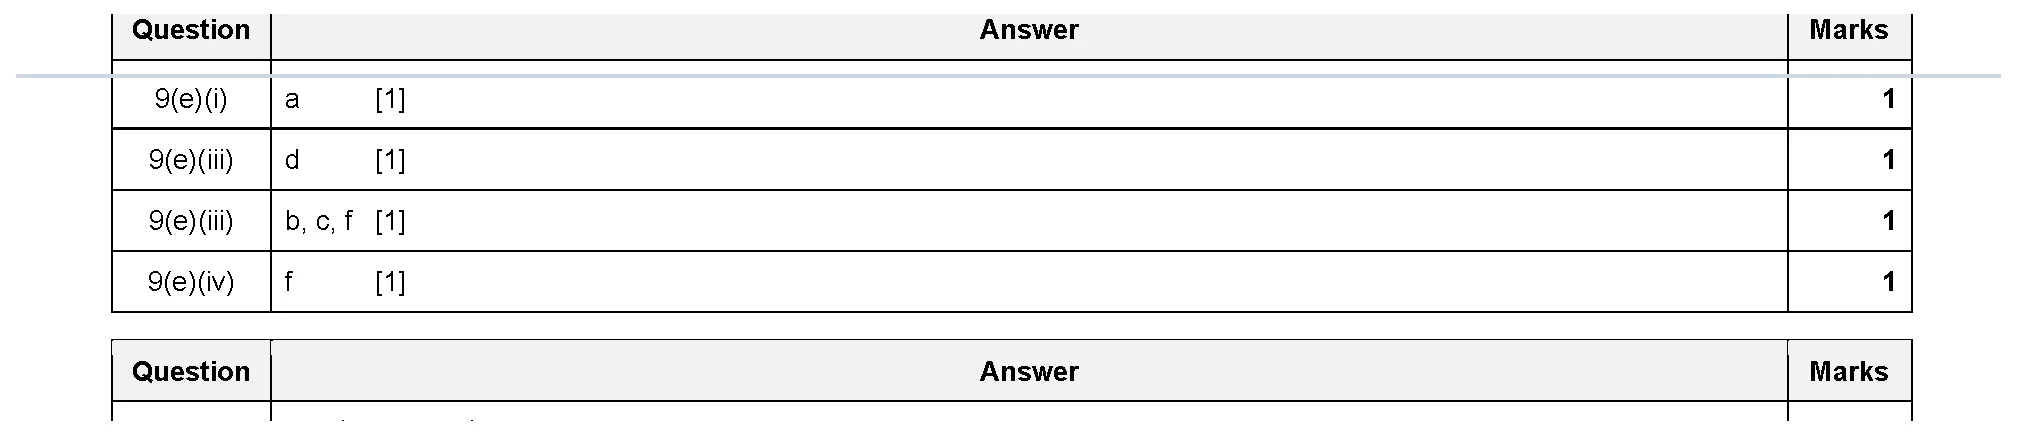 Question Answer Marks
9(e)(i) a [1] 1
9(e)(iii) d [1] 1
9(e)(iii) b, c, f [1] 1
9(e)(iv) f [1] 1
Question Answer Marks